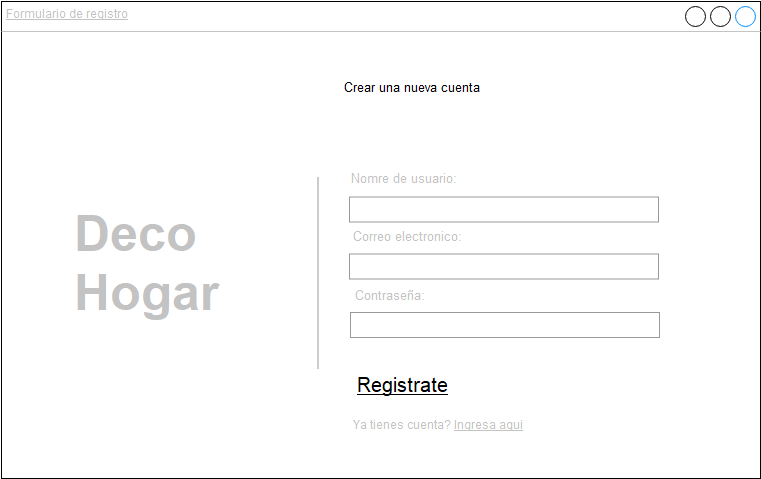 Formulario de registro
Crear una nueva cuenta
Deco
Hogar
Nomre de usuario:
Correo electronico:
Contraseña:
Registrate
Ya tienes cuenta? Ingresa aqui